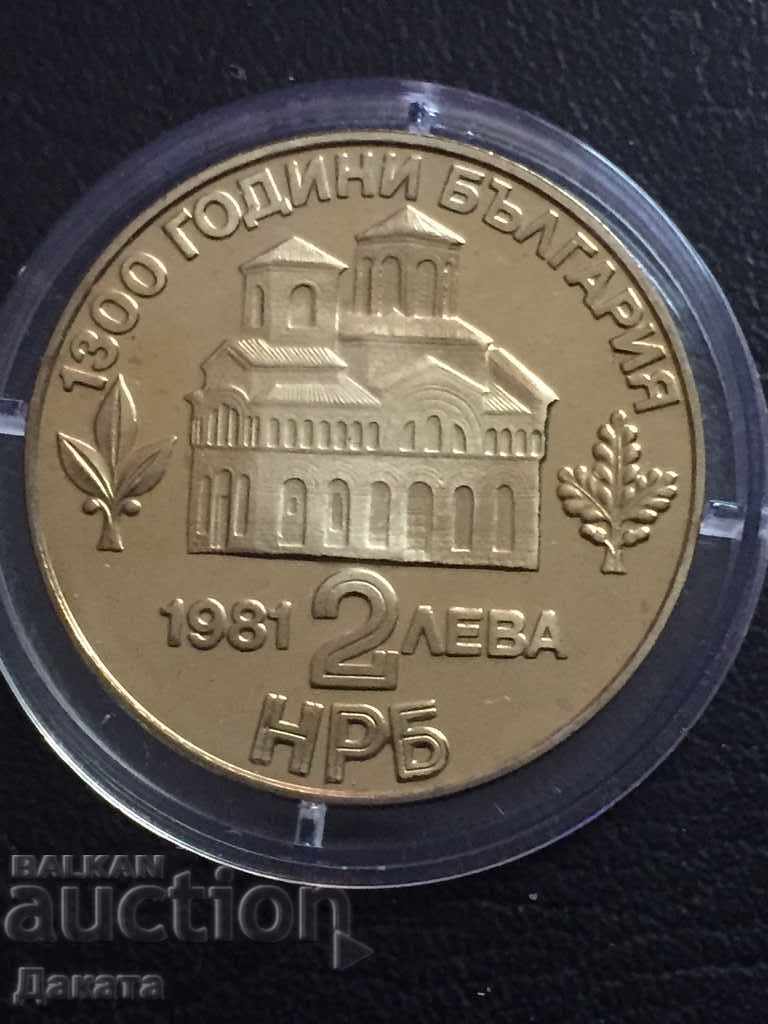 1300 ГОДИНИ БЪЛГАРИЯ
1981 2 ЛЕВА
НРБ
BALKAN
auction
Даката